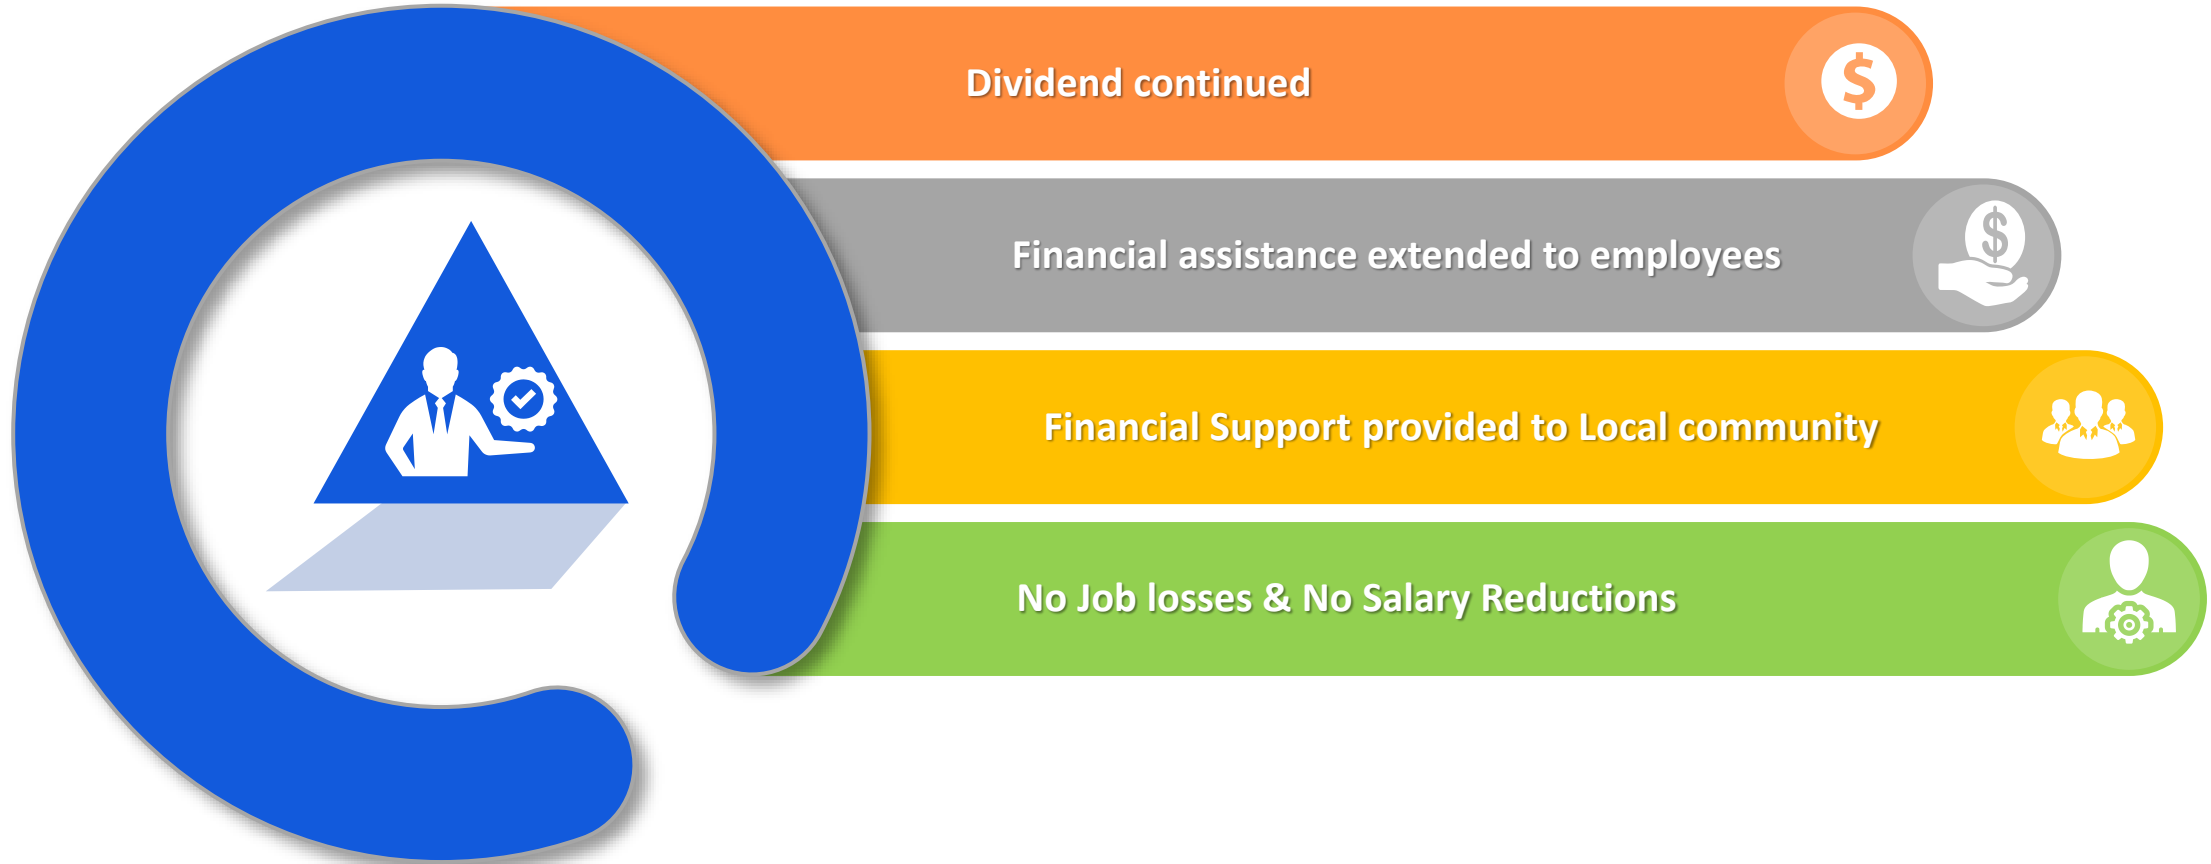 Dividend continued
Financial assistance extended to employees
Financial Support provided to Local community
No Job losses & No Salary Reductions